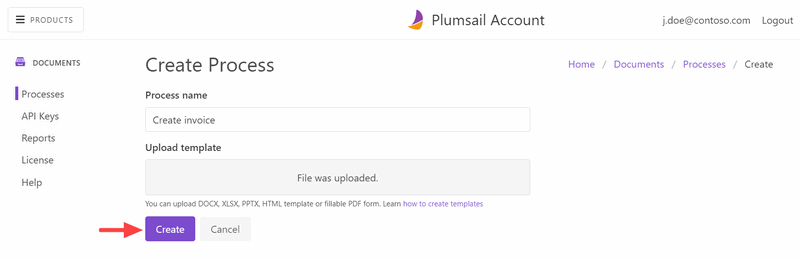 PRODUCTS
Plumsail Account
j.doe@contoso.com Logout
DOCUMENTS
Processes
API Keys
Reports
License
Help
Create Process
Home / Documents / Processes / Create
Process name
Create invoice
Upload template
File was uploaded.
You can upload DOCX, XLSX, PPTX, HTML template or fillable PDF form. Learn how to create templates
Create Cancel